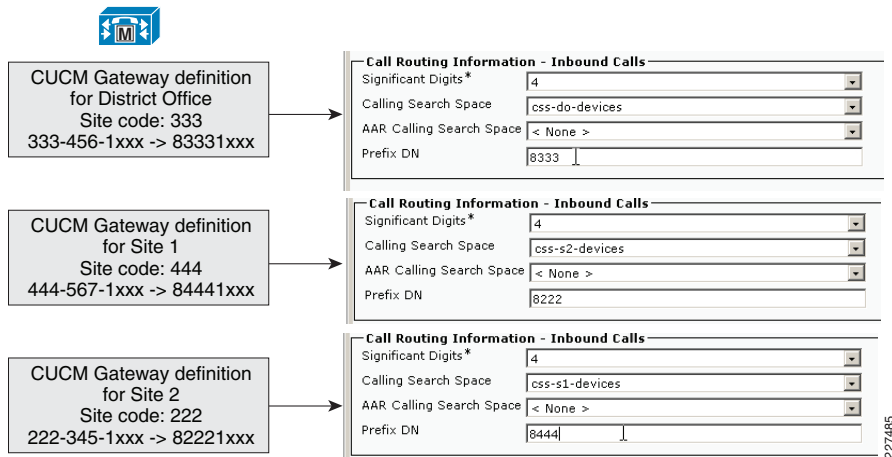 M
CUCM Gateway definition
for District Office
Site code: 333
333-456-1xxx -> 83331xxx
Call Routing Information - Inbound Calls
Significant Digits* 4
Calling Search Space css-do-devices
AAR Calling Search Space < None >
Prefix DN 8333
CUCM Gateway definition
for Site 1
Site code: 444
444-567-1xxx -> 84441xxx
Call Routing Information - Inbound Calls
Significant Digits* 4
Calling Search Space css-s2-devices
AAR Calling Search Space < None >
Prefix DN 8222
CUCM Gateway definition
for Site 2
Site code: 222
222-345-1xxx -> 82221xxx
Call Routing Information - Inbound Calls
Significant Digits* 4
Calling Search Space css-s1-devices
AAR Calling Search Space < None >
Prefix DN 8444
227485